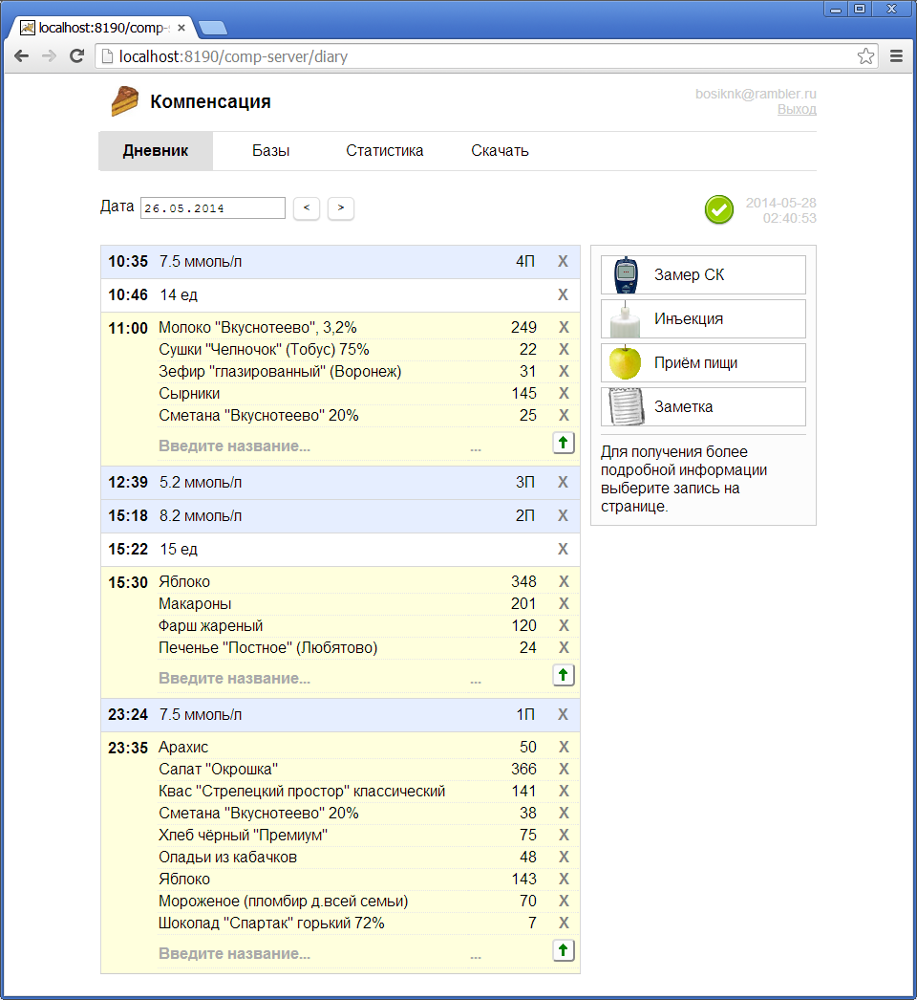 localhost:8190/comp-
localhost:8190/comp-server/diary
Компенсация
bosiknk@rambler.ru
Выход
Дневник Базы Статистика Скачать
Дата 26.05.2014 < >
2014-05-28
02:40:53
10:35 7.5 ммоль/л 4П X
10:46 14 ед X
11:00 Молоко "Вкуснотеево", 3,2% 249 X
Сушки "Челночок" (Тобус) 75% 22 X
Зефир "глазированный" (Воронеж) 31 X
Сырники 145 X
Сметана "Вкуснотеево" 20% 25 X
Введите название... ...
12:39 5.2 ммоль/л 3П X
15:18 8.2 ммоль/л 2П X
15:22 15 ед X
15:30 Яблоко 348 X
Макароны 201 X
Фарш жареный 120 X
Печенье "Постное" (Любятово) 24 X
Введите название... ...
23:24 7.5 ммоль/л 1П X
23:35 Арахис 50 X
Салат "Окрошка" 366 X
Квас "Стрелецкий простор" классический 141 X
Сметана "Вкуснотеево" 20% 38 X
Хлеб чёрный "Премиум" 75 X
Оладьи из кабачков 48 X
Яблоко 143 X
Мороженое (пломбир д.всей семьи) 70 X
Шоколад "Спартак" горький 72% 7 X
Введите название... ...
Замер СК
Инъекция
Приём пищи
Заметка
Для получения более
подробной информации
выберите запись на
странице.